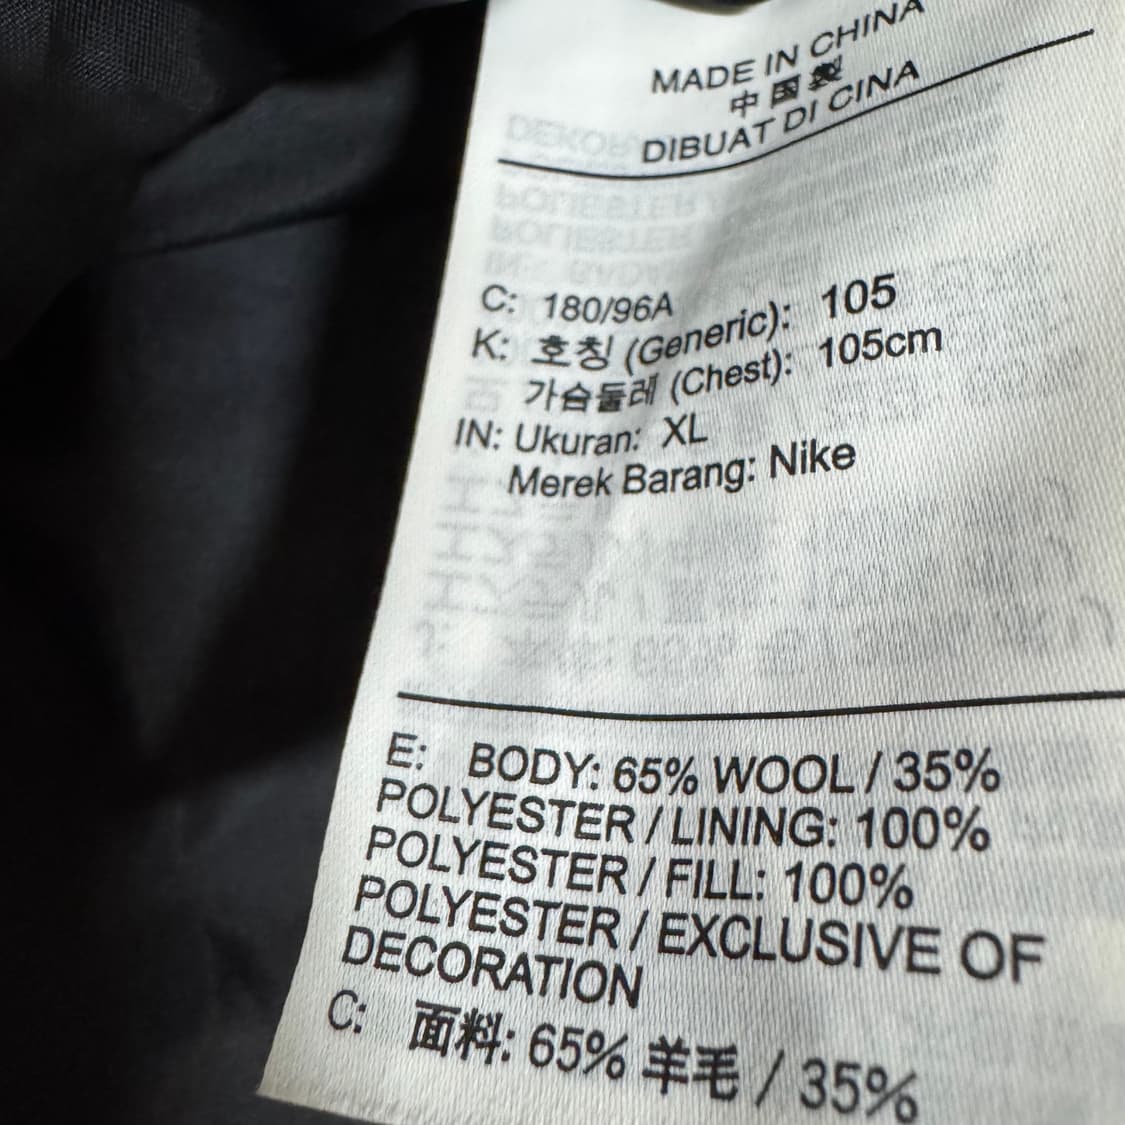 MADE IN CHINA
中国製
DIBUAT DI CINA
C: 180/96A
K: 호칭 (Generic): 105
가슴둘레 (Chest): 105cm
IN: Ukuran: XL
Merek Barang: Nike
E: BODY: 65% WOOL / 35%
POLYESTER / LINING: 100%
POLYESTER / FILL: 100%
POLYESTER / EXCLUSIVE OF
DECORATION
C: 面料: 65% 羊毛 / 35%